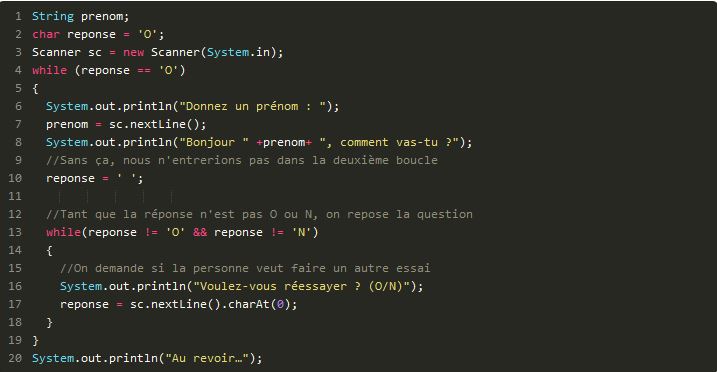 1 String prenom;
2 char reponse = 'O';
3 Scanner sc = new Scanner(System.in);
4 while (reponse == 'O')
5 {
6   System.out.println("Donnez un prénom : ");
7   prenom = sc.nextLine();
8   System.out.println("Bonjour " +prenom+ ", comment vas-tu ?");
9   //Sans ça, nous n'entrerions pas dans la deuxième boucle
10   reponse = ' ';
11
12   //Tant que la réponse n'est pas O ou N, on repose la question
13   while(reponse != 'O' && reponse != 'N')
14   {
15     //On demande si la personne veut faire un autre essai
16     System.out.println("Voulez-vous réessayer ? (O/N)");
17     reponse = sc.nextLine().charAt(0);
18   }
19 }
20 System.out.println("Au revoir…");